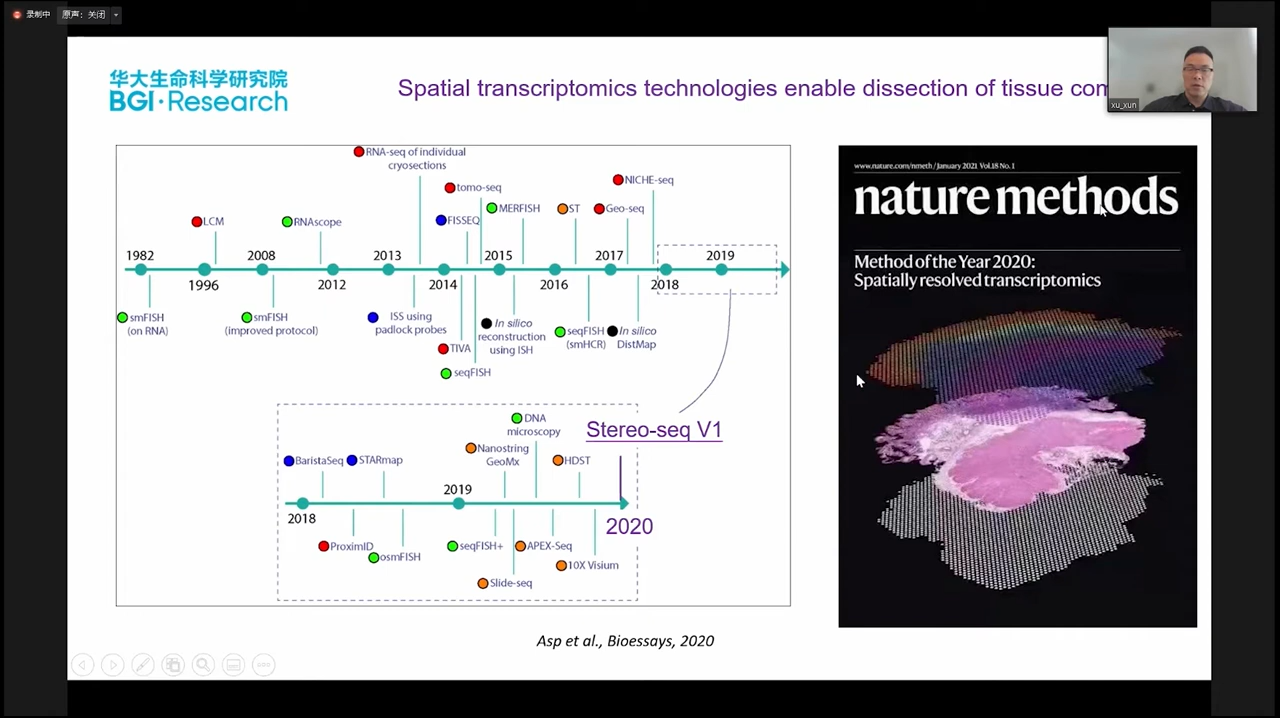 录制中
原声: 关闭
华大生命科学研究院
BGI·Research
Spatial transcriptomics technologies enable dissection of tissue com
xu_xun
RNA-seq of individual
cryosections
tomo-seq
NICHE-seq
LCM
RNAscope
FISSEQ
MERFISH
ST
Geo-seq
1982
2008
2013
2015
2017
2019
1996
2012
2014
2016
2018
smFISH
(on RNA)
smFISH
(improved protocol)
ISS using
padlock probes
TIVA
seqFISH
In silico
reconstruction
using ISH
seqFISH
(smHCR)
In silico
DistMap
Stereo-seq V1
DNA
microscopy
Nanostring
GeoMx
BaristaSeq
STARmap
HDST
2019
2018
2020
ProximID
osmFISH
seqFISH+
APEX-Seq
10X Visium
Slide-seq
Asp et al., Bioessays, 2020
www.nature.com/nmeth / January 2021 Vol.18 No.1
nature methods
Method of the Year 2020:
Spatially resolved transcriptomics